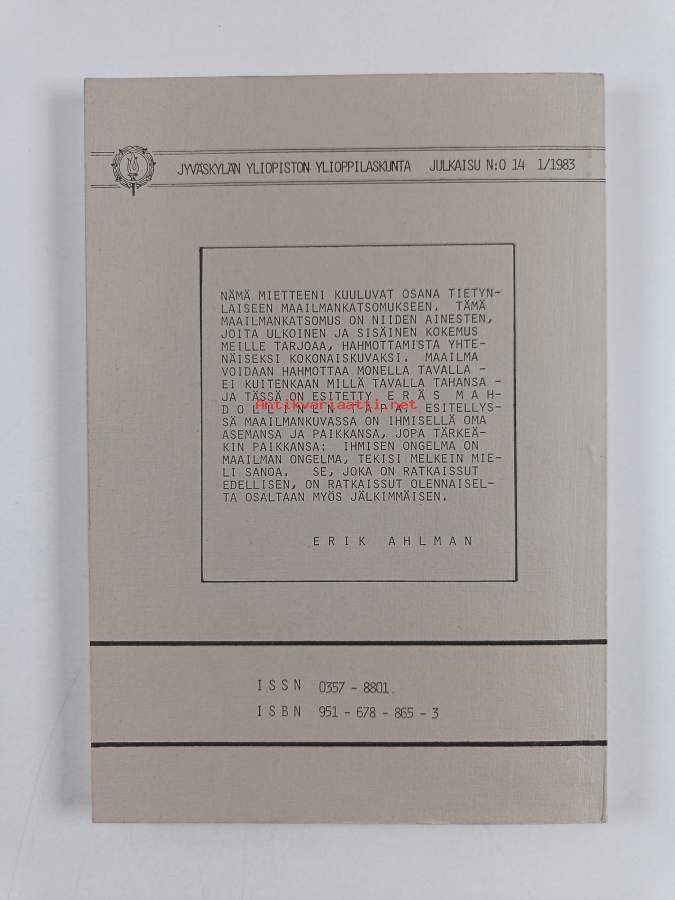 JYVÄSKYLÄN YLIOPISTON YLIOPPILASKUNTA JULKAISU N:O 14 1/1983
NÄMÄ MIETTEENI KUULUVAT OSANA TIETYN-
LAISEEN MAAILMANKATSOMUKSEEN. TÄMÄ
MAAILMANKATSOMUS ON NIIDEN AINESTEN,
JOITA ULKOINEN JA SISÄINEN KOKEMUS
MEILLE TARJOAA, HAHMOTTAMISTA YHTE-
NÄISEKSI KOKONAISKUVAKSI. MAAILMA
VOIDAAN HAHMOTTAA MONELLA TAVALLA -
EI KUITENKAAN MILLÄ TAVALLA TAHANSA -
JA TÄSSÄ ON ESITETTY E R Ä S M A H -
Antikvariaatti.net
D O L L I N E N T A P A . ESITELLYS-
SÄ MAAILMANKUVASSA ON IHMISELLÄ OMA
ASEMANSA JA PAIKKANSA, JOPA TÄRKEÄ-
KIN PAIKKANSA: IHMISEN ONGELMA ON
MAAILMAN ONGELMA, TEKISI MELKEIN MIE-
LI SANOA. SE, JOKA ON RATKAISSUT
EDELLISEN, ON RATKAISSUT OLENNAISEL-
TA OSALTAAN MYÖS JÄLKIMMÄISEN.
E R I K A H L M A N
I S S N 0357 - 8801.
I S B N 951 - 678 - 865 - 3